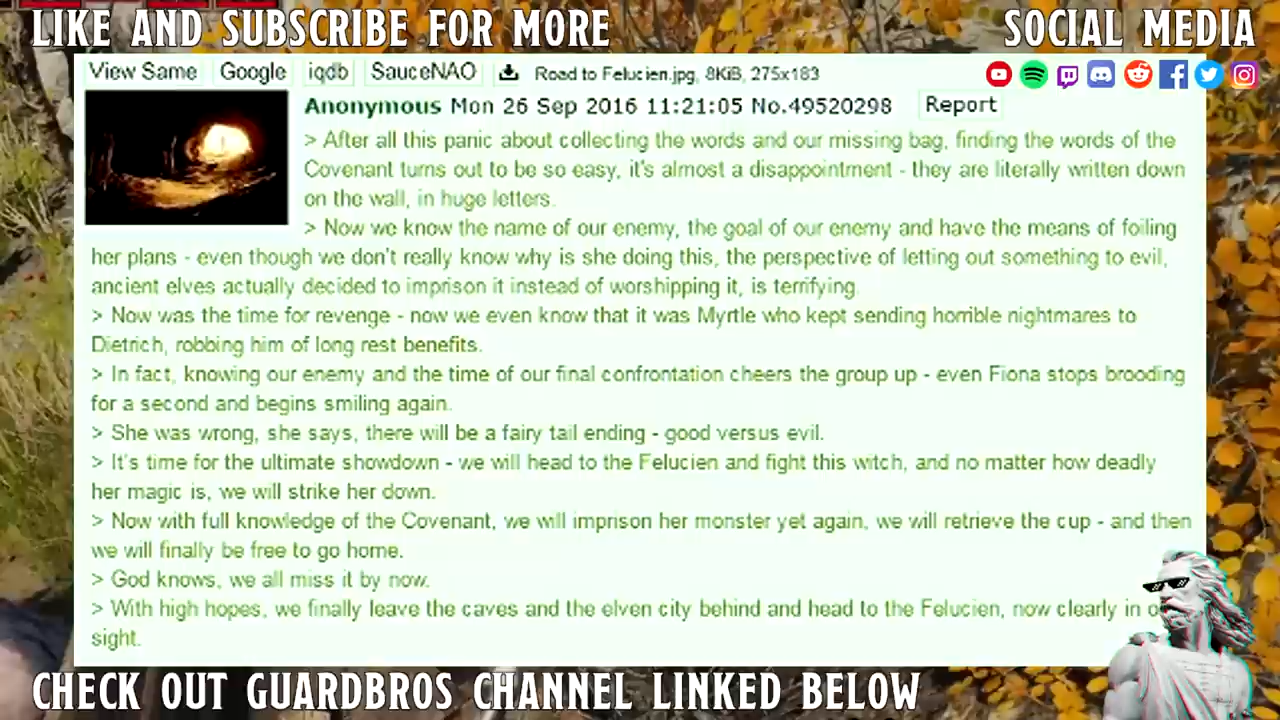 LIKE AND SUBSCRIBE FOR MORE
SOCIAL MEDIA
View Same Google iqdb SauceNAO Road to Felucien.jpg, 8KiB, 275x183
Anonymous Mon 26 Sep 2016 11:21:05 No.49520298 Report
> After all this panic about collecting the words and our missing bag, finding the words of the
Covenant turns out to be so easy, it's almost a disappointment - they are literally written down
on the wall, in huge letters.
> Now we know the name of our enemy, the goal of our enemy and have the means of foiling
her plans - even though we don't really know why is she doing this, the perspective of letting out something to evil,
ancient elves actually decided to imprison it instead of worshipping it, is terrifying.
> Now was the time for revenge - now we even know that it was Myrtle who kept sending horrible nightmares to
Dietrich, robbing him of long rest benefits.
> In fact, knowing our enemy and the time of our final confrontation cheers the group up - even Fiona stops brooding
for a second and begins smiling again.
> She was wrong, she says, there will be a fairy tail ending - good versus evil.
> It's time for the ultimate showdown - we will head to the Felucien and fight this witch, and no matter how deadly
her magic is, we will strike her down.
> Now with full knowledge of the Covenant, we will imprison her monster yet again, we will retrieve the cup - and then
we will finally be free to go home.
> God knows, we all miss it by now.
> With high hopes, we finally leave the caves and the elven city behind and head to the Felucien, now clearly in
sight.
CHECK OUT GUARDBROS CHANNEL LINKED BELOW